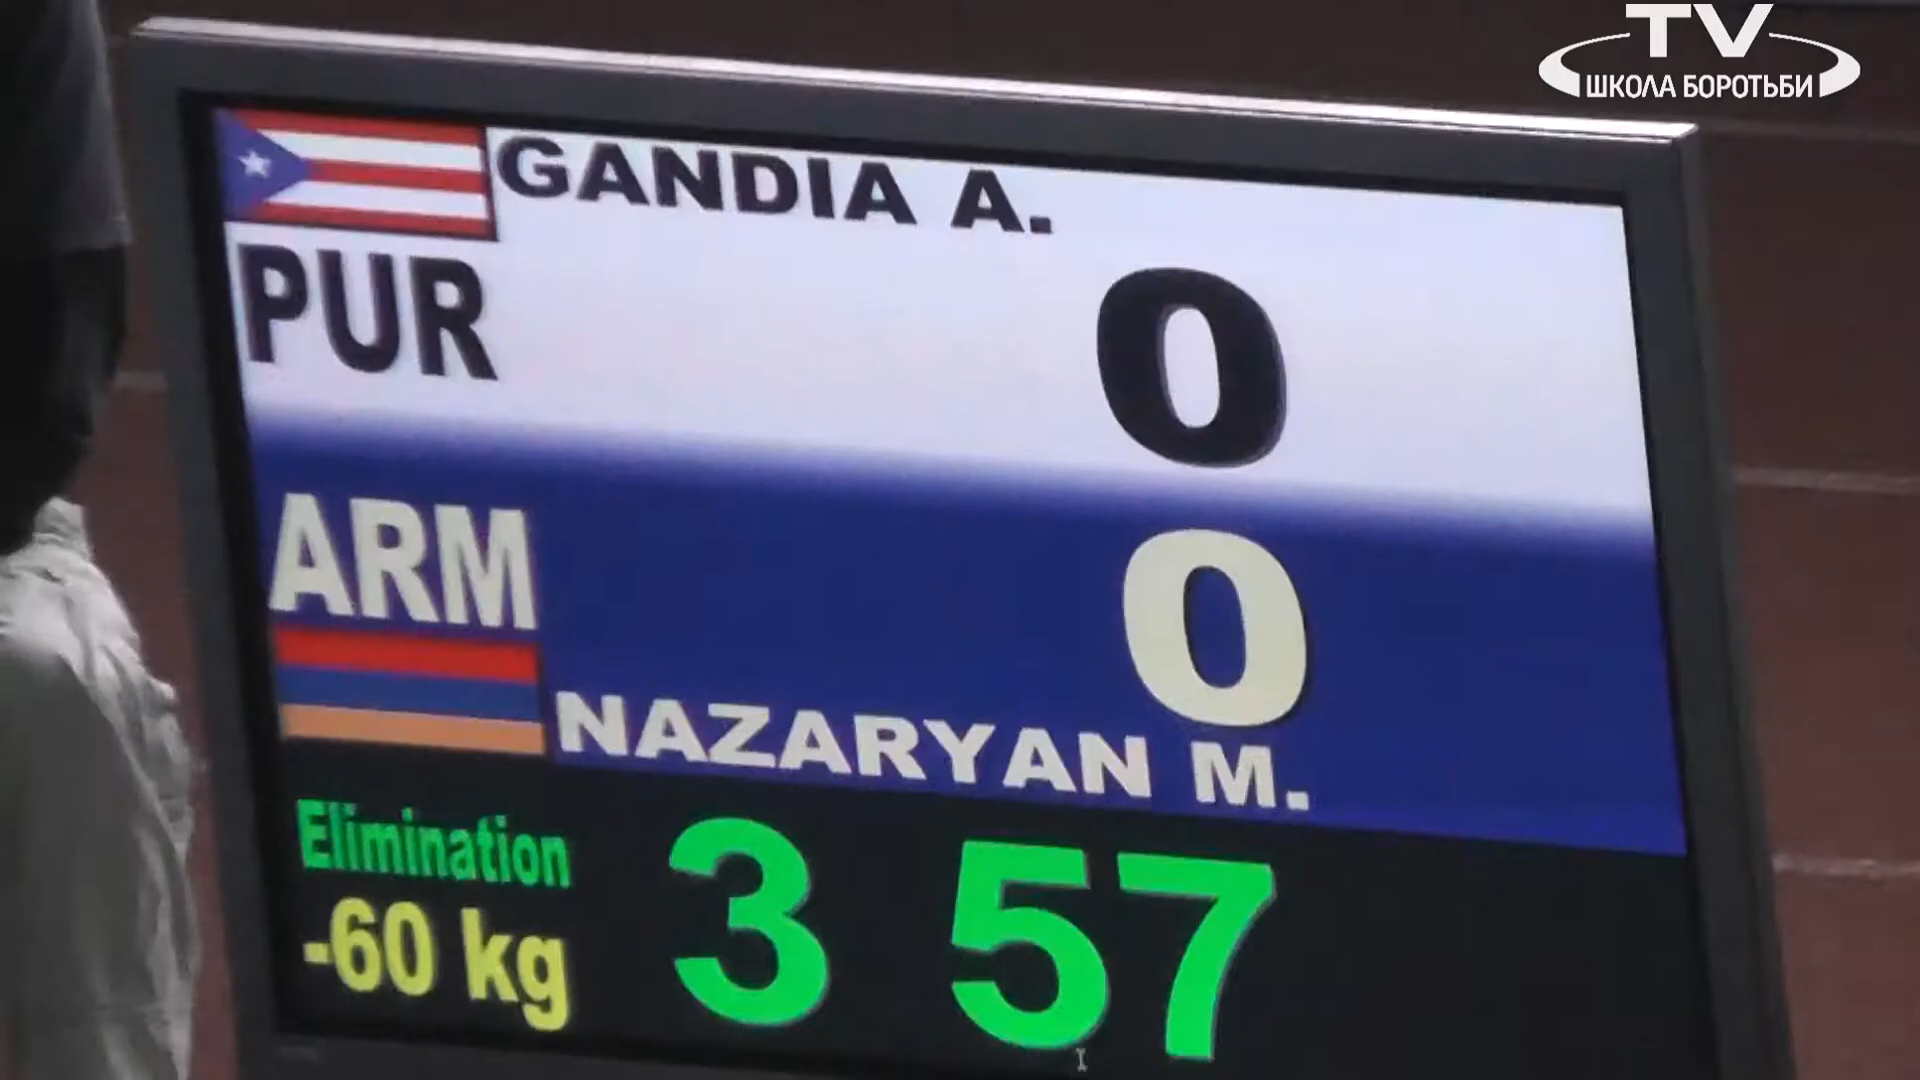 TV
ШКОЛА БОРОТЬБИ
GANDIA A.
PUR
0
ARM
0
NAZARYAN M.
Elimination
3 57
-60 kg